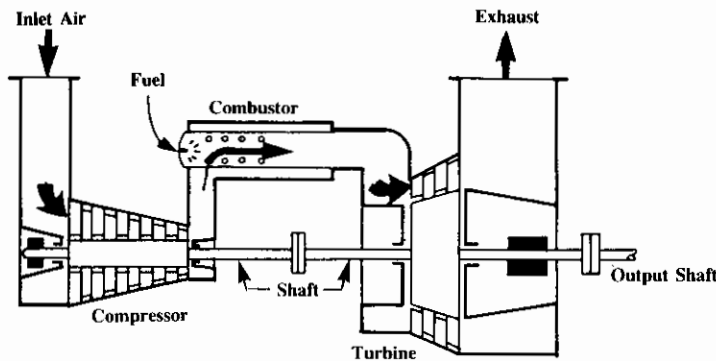 Inlet Air
Exhaust
Fuel
Combustor
Output Shaft
Shaft
Compressor
Turbine